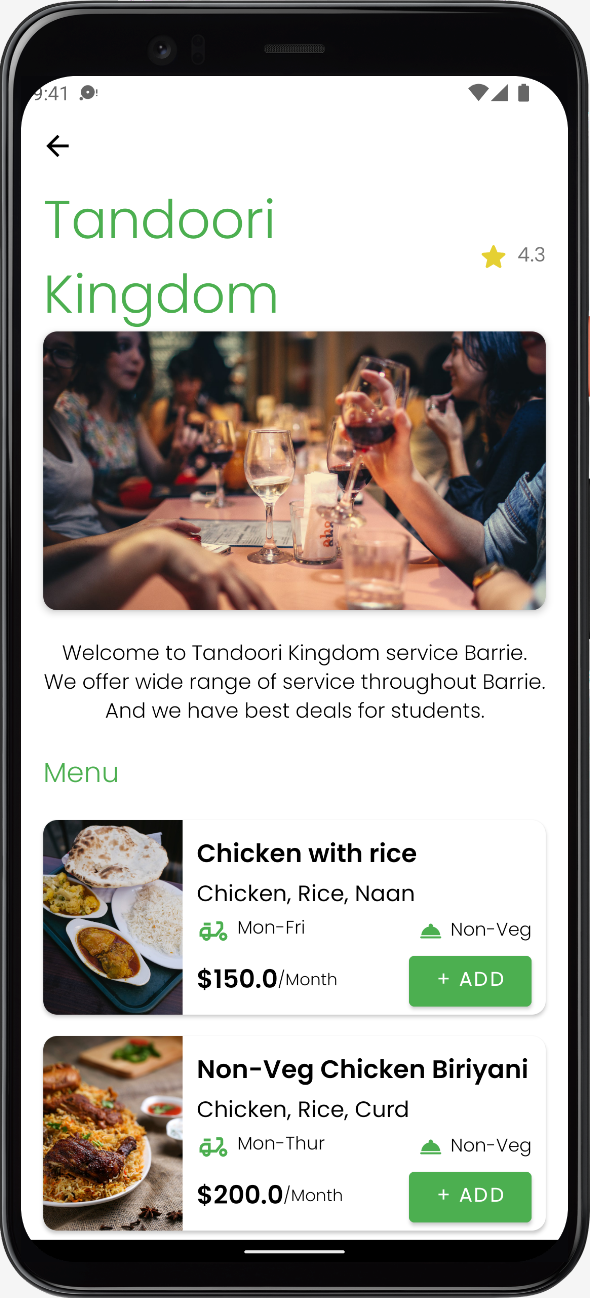 9:41
Tandoori
Kingdom
4.3
Welcome to Tandoori Kingdom service Barrie.
We offer wide range of service throughout Barrie.
And we have best deals for students.
Menu
Chicken with rice
Chicken, Rice, Naan
Mon-Fri
Non-Veg
$150.0/Month
+ ADD
Non-Veg Chicken Biriyani
Chicken, Rice, Curd
Mon-Thur
Non-Veg
$200.0/Month
+ ADD